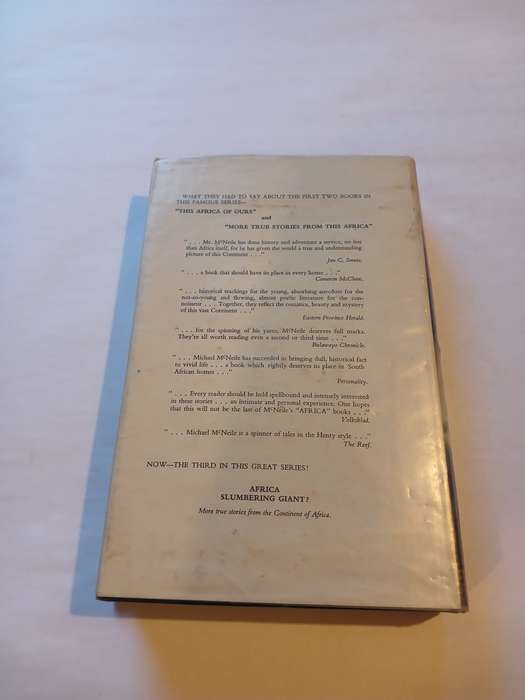 WHAT THEY HAD TO SAY ABOUT THE FIRST TWO BOOKS IN
THIS FAMOUS SERIES—
"THIS AFRICA OF OURS"
and
"MORE TRUE STORIES FROM THIS AFRICA"
". . . Mr. McNeile has done history and adventure a service, no less
than Africa itself, for he has given the world a true and understanding
picture of this Continent . . ."
Jan C. Smuts.
". . . a book that should have its place in every home . . ."
Cameron McClure.
". . . historical teachings for the young, absorbing anecdote for the
not-so-young and flowing, almost poetic literature for the con-
noisseur . . . Together, they reflect the romance, beauty and mystery
of this vast Continent . . ."
Eastern Province Herald.
". . . for the spinning of his yarns, McNeile deserves full marks.
They're all worth reading even a second or third time . . ."
Bulawayo Chronicle.
". . . Michael McNeile has succeeded in bringing dull, historical fact
to vivid life . . . a book which rightly deserves its place in South
African homes . . ."
Personality.
". . . Every reader should be held spellbound and intensely interested
in these stories . . . an intimate and personal experience. One hopes
that this will not be the last of McNeile's "AFRICA" books . . ."
Volksblad.
". . . Michael McNeile is a spinner of tales in the Henty style . . ."
The Reef.
NOW—THE THIRD IN THIS GREAT SERIES!
AFRICA
SLUMBERING GIANT?
More true stories from the Continent of Africa.